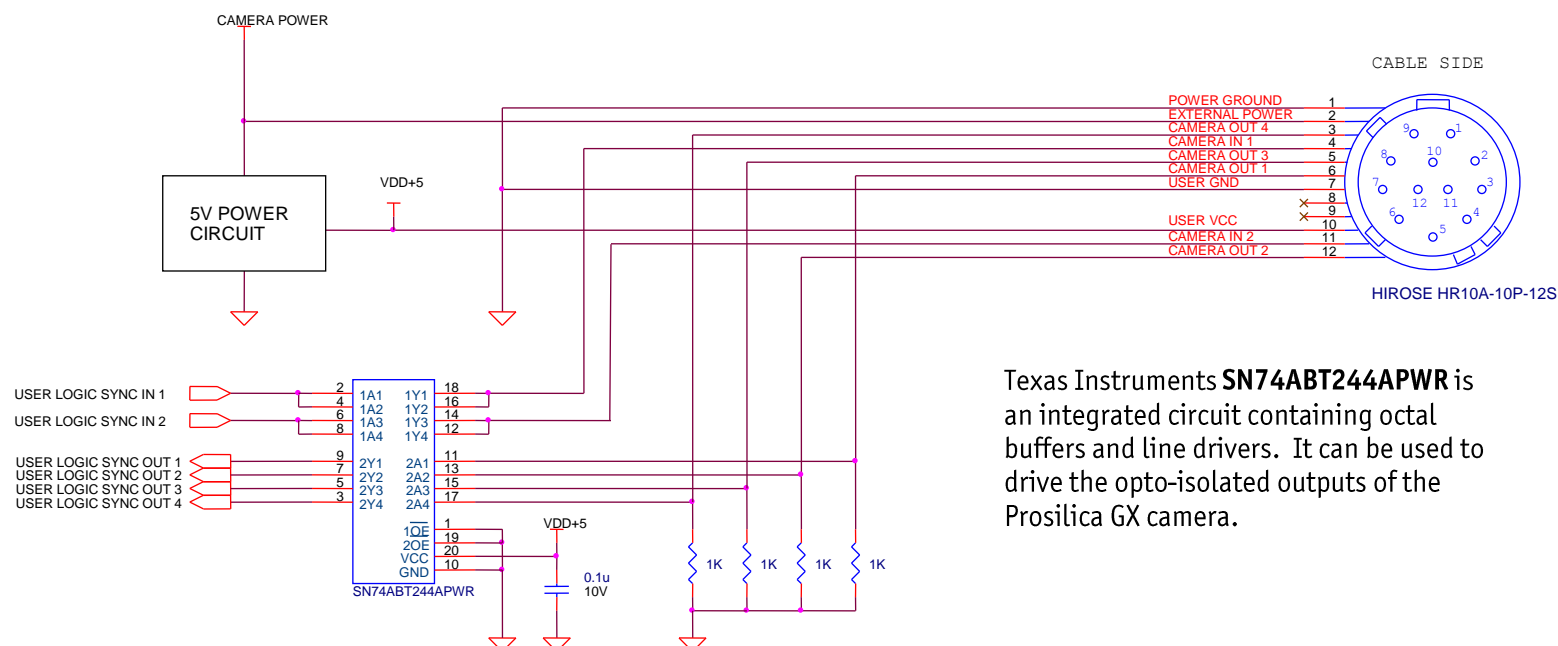 CAMERA POWER
CABLE SIDE
POWER GROUND 1
EXTERNAL POWER 2
CAMERA OUT 4 3
CAMERA IN 1 4
CAMERA OUT 3 5
CAMERA OUT 1 6
USER GND 7
8
9
USER VCC 10
CAMERA IN 2 11
CAMERA OUT 2 12
9 1
8 10 2
7 12 11 3
6 5 4
HIROSE HR10A-10P-12S
VDD+5
5V POWER
CIRCUIT
USER LOGIC SYNC IN 1
USER LOGIC SYNC IN 2
USER LOGIC SYNC OUT 1
USER LOGIC SYNC OUT 2
USER LOGIC SYNC OUT 3
USER LOGIC SYNC OUT 4
2 1A1 1Y1 18
4 1A2 1Y2 16
6 1A3 1Y3 14
8 1A4 1Y4 12
9 2Y1 2A1 11
7 2Y2 2A2 13
5 2Y3 2A3 15
3 2Y4 2A4 17
1OE 1
2OE 19
VCC 20
GND 10
SN74ABT244APWR
VDD+5
0.1u
10V
1K 1K 1K 1K
Texas Instruments SN74ABT244APWR is
an integrated circuit containing octal
buffers and line drivers. It can be used to
drive the opto-isolated outputs of the
Prosilica GX camera.